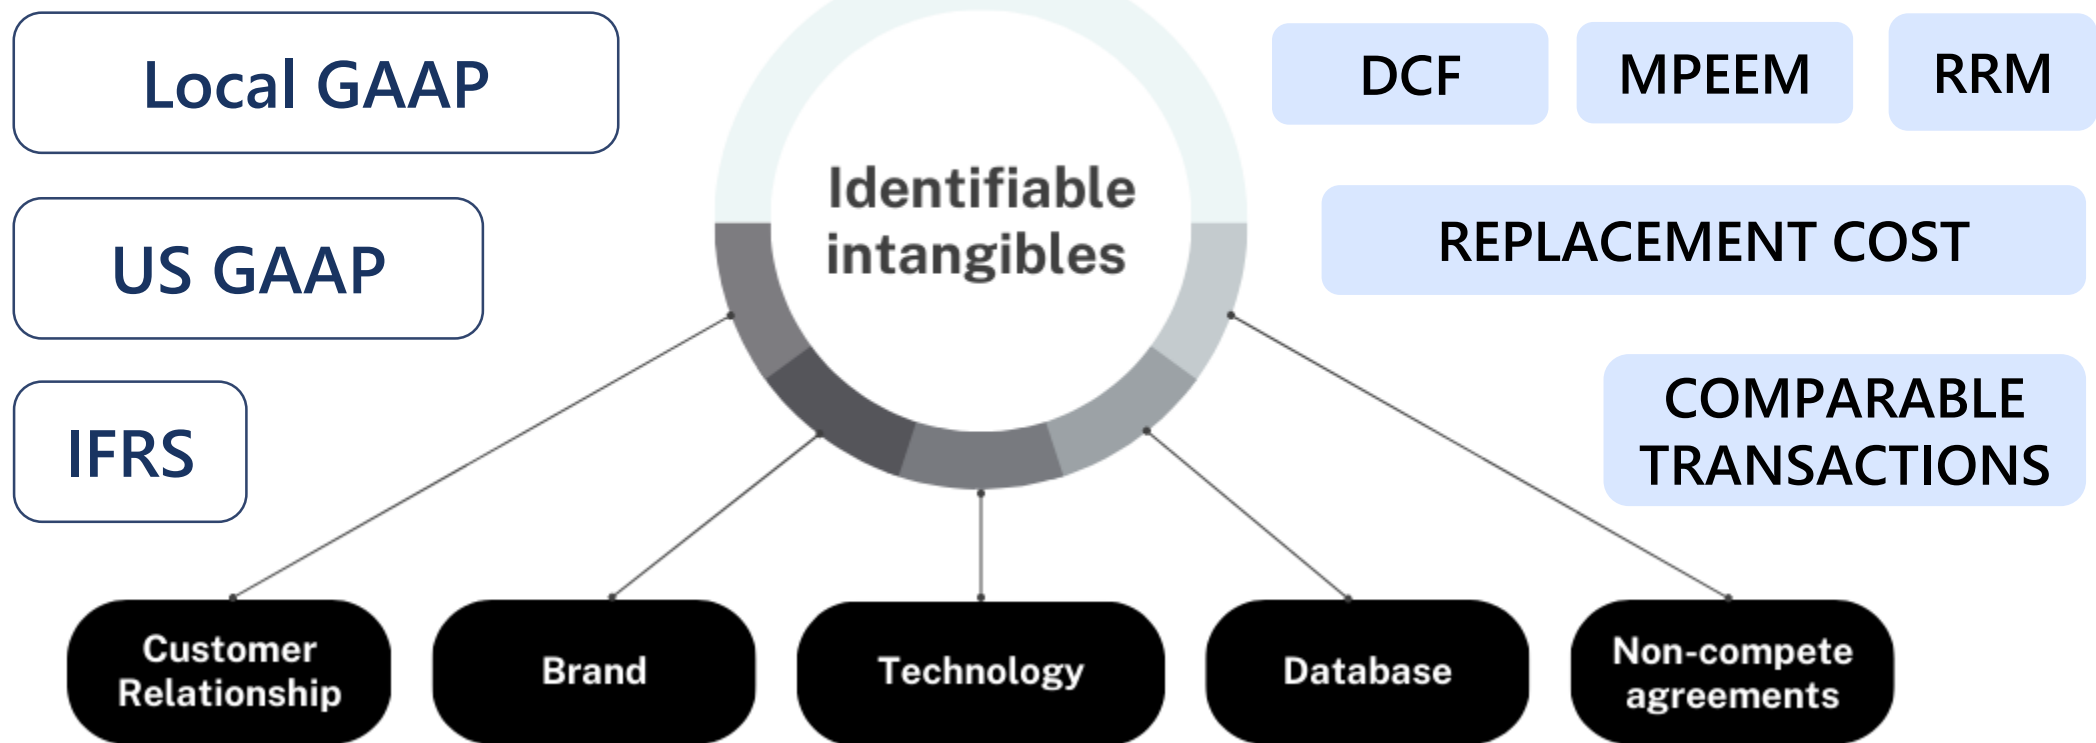 Local GAAP
US GAAP
IFRS
Identifiable
intangibles
DCF
MPEEM
RRM
REPLACEMENT COST
COMPARABLE
TRANSACTIONS
Customer
Relationship
Brand
Technology
Database
Non-compete
agreements